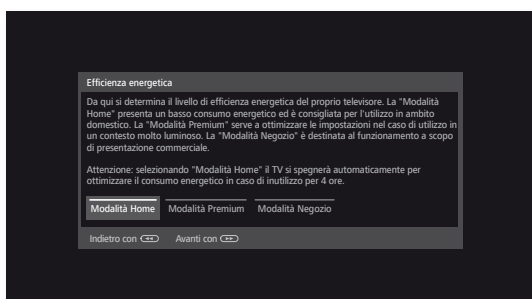 Efficienza energetica
Da qui si determina il livello di efficienza energetica del proprio televisore. La "Modalità
Home" presenta un basso consumo energetico ed è consigliata per l'utilizzo in ambito
domestico. La "Modalità Premium" serve a ottimizzare le impostazioni nel caso di utilizzo in
un contesto molto luminoso. La "Modalità Negozio" è destinata al funzionamento a scopo
di presentazione commerciale.
Attenzione: selezionando "Modalità Home" il TV si spegnerà automaticamente per
ottimizzare il consumo energetico in caso di inutilizzo per 4 ore.
Modalità Home Modalità Premium Modalità Negozio
Indietro con Avanti con